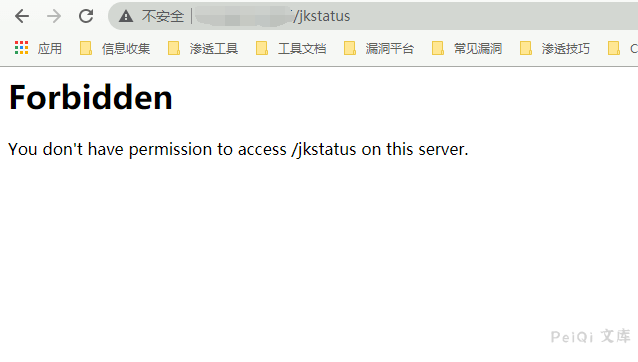 不安全 | /jkstatus
应用 信息收集 渗透工具 工具文档 漏洞平台 常见漏洞 渗透技巧 C
Forbidden
You don't have permission to access /jkstatus on this server.
PeiQi 文库